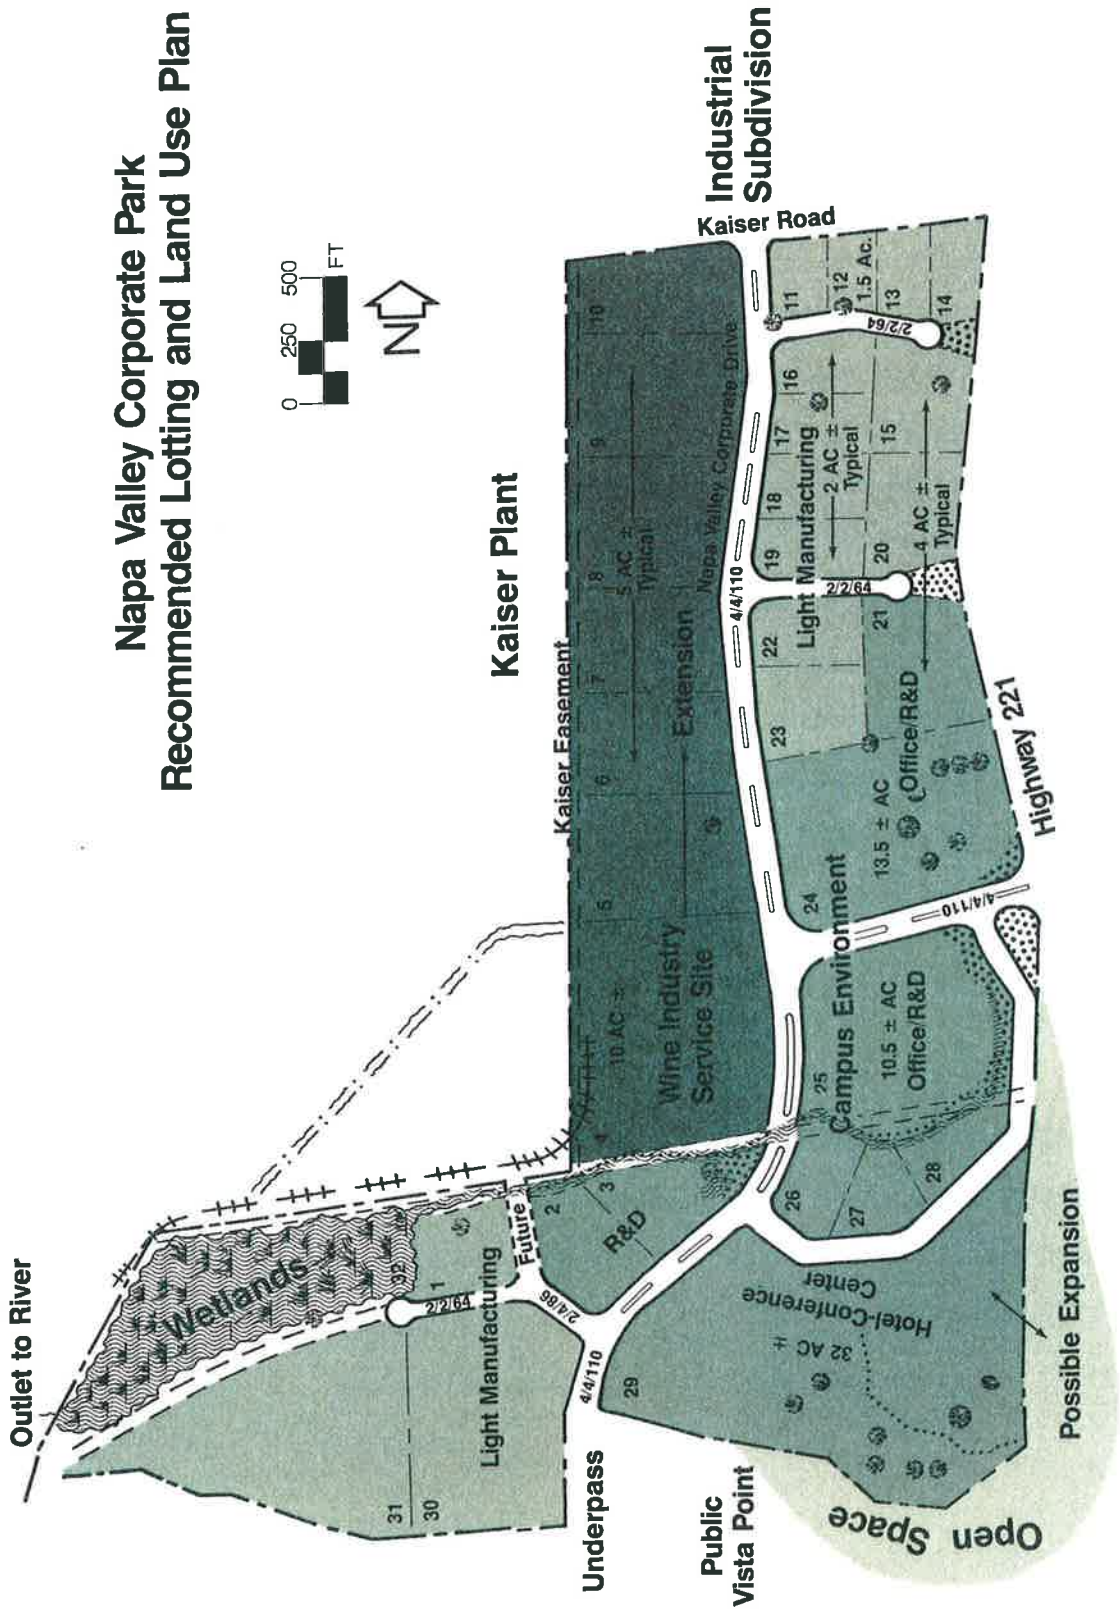 Napa Valley Corporate Park
Recommended Lotting and Land Use Plan
0 250 500
FT
N
Outlet to River
Wetlands
32
1
Light Manufacturing
2/2/64
Future
2/4/86
31
30
Underpass
4/4/110
Kaiser Plant
Kaiser Easement
2
3
R&D
4
10 AC ±
5
6
7
8
9
10
5 AC ±
Typical
Wine Industry
Service Site
Extension
Napa Valley Corporate Drive
4/4/110
Kaiser Road
Industrial
Subdivision
11
12
1.5 Ac.
13
14
2/2/64
16
17
18
19
Light Manufacturing
2 AC ±
Typical
15
20
4 AC ±
Typical
2/2/64
21
22
23
24
13.5 ± AC
Office/R&D
Highway 221
4/4/110
Campus Environment
25
10.5 ± AC
Office/R&D
26
27
28
29
Hotel-Conference
Center
32 AC ±
Public
Vista Point
Open Space
Possible Expansion